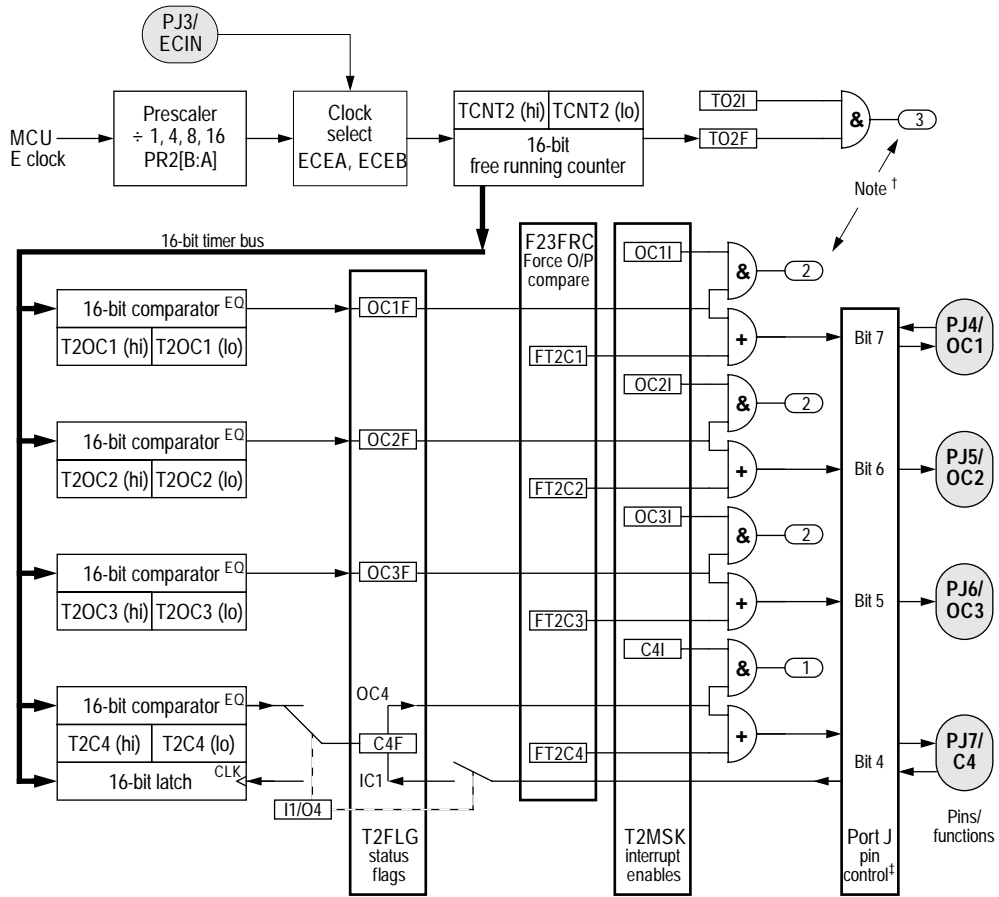 PJ3/
ECIN
MCU
E clock
Prescaler
÷ 1, 4, 8, 16
PR2[B:A]
Clock
select
ECEA, ECEB
TCNT2 (hi) TCNT2 (lo)
16-bit
free running counter
TO2I
TO2F
&
3
Note †
16-bit timer bus
F23FRC
Force O/P
compare
OC1I
&
2
16-bit comparator EQ
T2OC1 (hi) T2OC1 (lo)
OC1F
FT2C1
+
Bit 7
PJ4/
OC1
OC2I
&
2
16-bit comparator EQ
T2OC2 (hi) T2OC2 (lo)
OC2F
FT2C2
+
Bit 6
PJ5/
OC2
OC3I
&
2
16-bit comparator EQ
T2OC3 (hi) T2OC3 (lo)
OC3F
FT2C3
+
Bit 5
PJ6/
OC3
C4I
&
1
16-bit comparator EQ
T2C4 (hi) T2C4 (lo)
16-bit latch CLK
OC4
C4F
IC1
I1/O4
FT2C4
+
Bit 4
PJ7/
C4
Pins/
functions
T2FLG
status
flags
T2MSK
interrupt
enables
Port J
pin
control‡